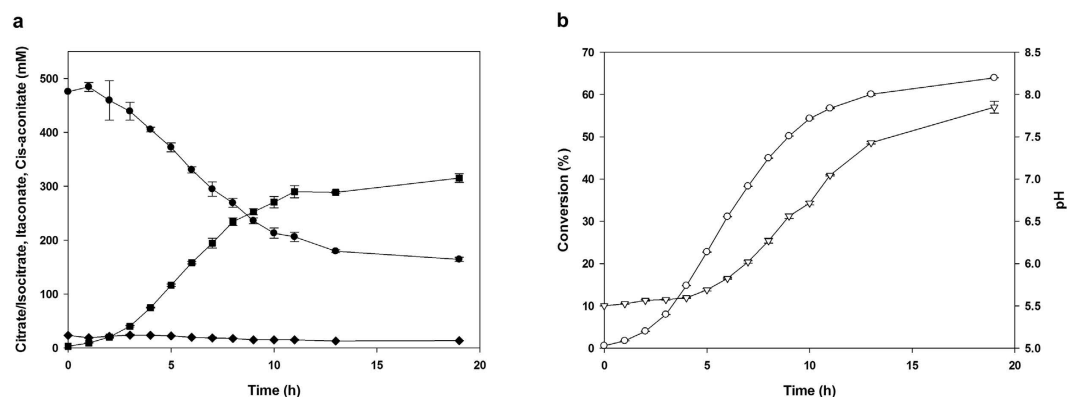 a
Citrate/Isocitrate, Itaconate, Cis-aconitate (mM)
500
400
300
200
100
0
0 5 10 15 20
Time (h)
b
Conversion (%)
70
60
50
40
30
20
10
0
0 5 10 15 20
Time (h)
8.5
8.0
7.5
7.0
6.5
6.0
5.5
5.0
pH